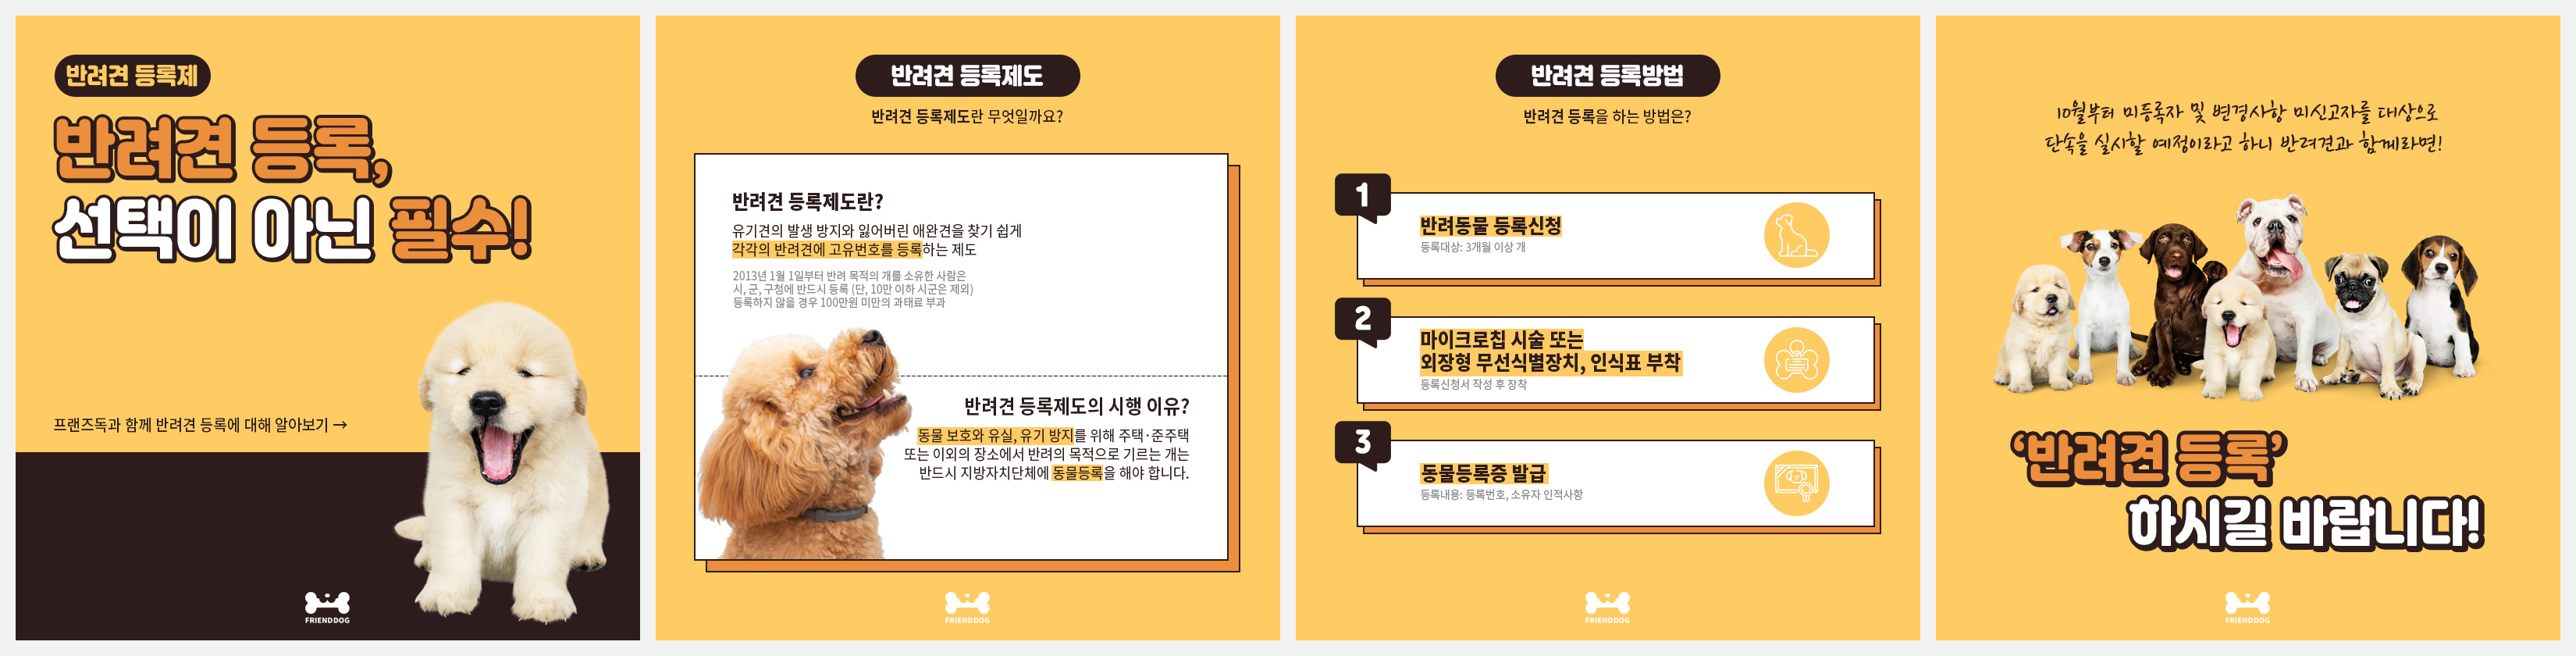 반려견 등록제
반려견 등록,
선택이 아닌 필수!
프랜즈독과 함께 반려견 등록에 대해 알아보기 →
FRIENDDOG
반려견 등록제도
반려견 등록제도란 무엇일까요?
반려견 등록제도란?
유기견의 발생 방지와 잃어버린 애완견을 찾기 쉽게
각각의 반려견에 고유번호를 등록하는 제도
2013년 1월 1일부터 반려 목적의 개를 소유한 사람은
시, 군, 구청에 반드시 등록 (단, 10만 이하 시군은 제외)
등록하지 않을 경우 100만원 미만의 과태료 부과
반려견 등록제도의 시행 이유?
동물 보호와 유실, 유기 방지를 위해 주택·준주택
또는 이외의 장소에서 반려의 목적으로 기르는 개는
반드시 지방자치단체에 동물등록을 해야 합니다.
FRIENDDOG
반려견 등록방법
반려견 등록을 하는 방법은?
1
반려동물 등록신청
등록대상: 3개월 이상 개
2
마이크로칩 시술 또는
외장형 무선식별장치, 인식표 부착
등록신청서 작성 후 장착
3
동물등록증 발급
등록내용: 등록번호, 소유자 인적사항
FRIENDDOG
10월부터 미등록자 및 변경사항 미신고자를 대상으로
단속을 실시할 예정이라고 하니 반려견과 함께라면!
‘반려견 등록’
하시길 바랍니다!
FRIENDDOG